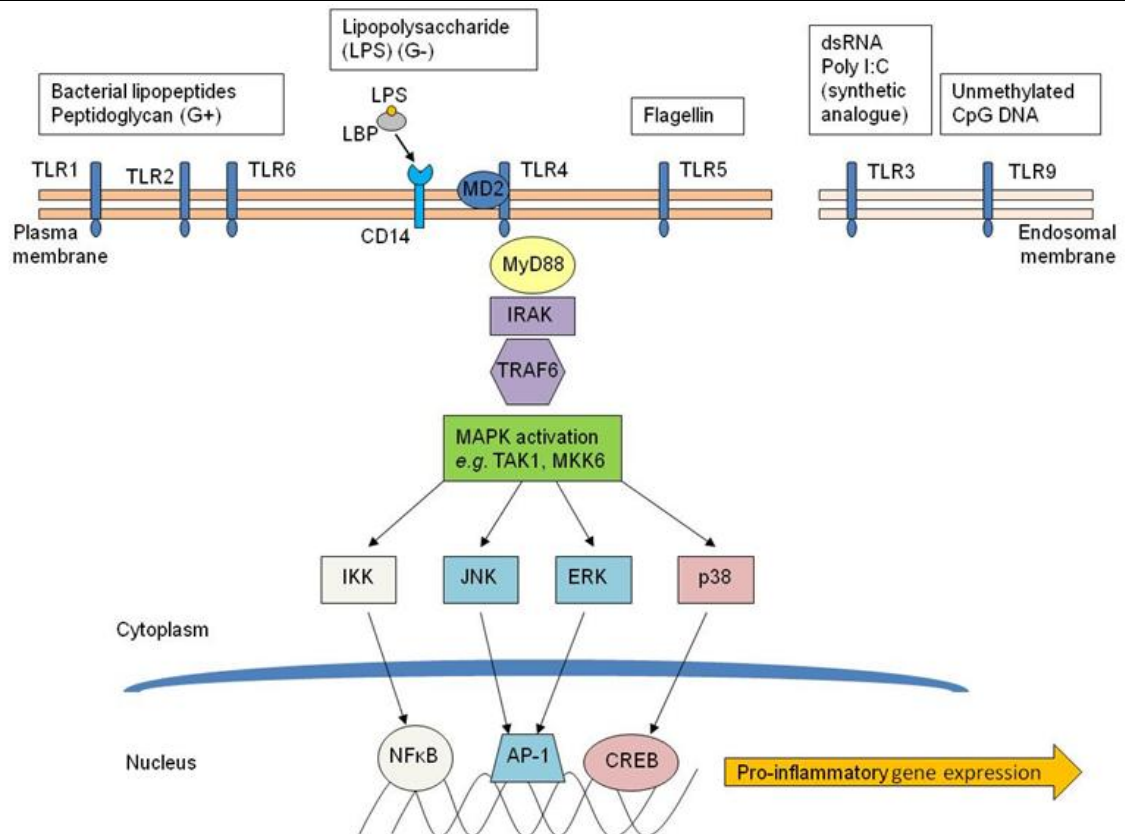 Lipopolysaccharide
(LPS) (G-)
dsRNA
Poly I:C
(synthetic
analogue)
Bacterial lipopeptides
Peptidoglycan (G+)
Unmethylated
CpG DNA
LPS
LBP
Flagellin
TLR1
TLR2
TLR6
MD2
TLR4
TLR5
TLR3
TLR9
Plasma
membrane
CD14
Endosomal
membrane
MyD88
IRAK
TRAF6
MAPK activation
e.g. TAK1, MKK6
IKK
JNK
ERK
p38
Cytoplasm
Nucleus
NFκB
AP-1
CREB
Pro-inflammatory gene expression